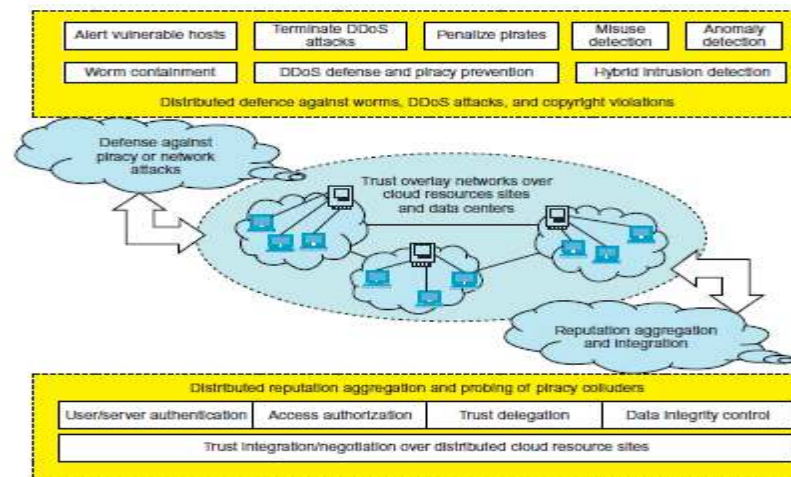 Alert vulnerable hosts
Terminate DDoS
attacks
Penalize pirates
Misuse
detection
Anomaly
detection
Worm containment
DDoS defense and piracy prevention
Hybrid intrusion detection
Distributed defence against worms, DDoS attacks, and copyright violations
Defense against
piracy or network
attacks
Trust overlay networks over
cloud resources sites
and data centers
Reputation aggregation
and integration
Distributed reputation aggregation and probing of piracy colluders
User/server authentication
Access authorization
Trust delegation
Data integrity control
Trust integration/negotiation over distributed cloud resource sites